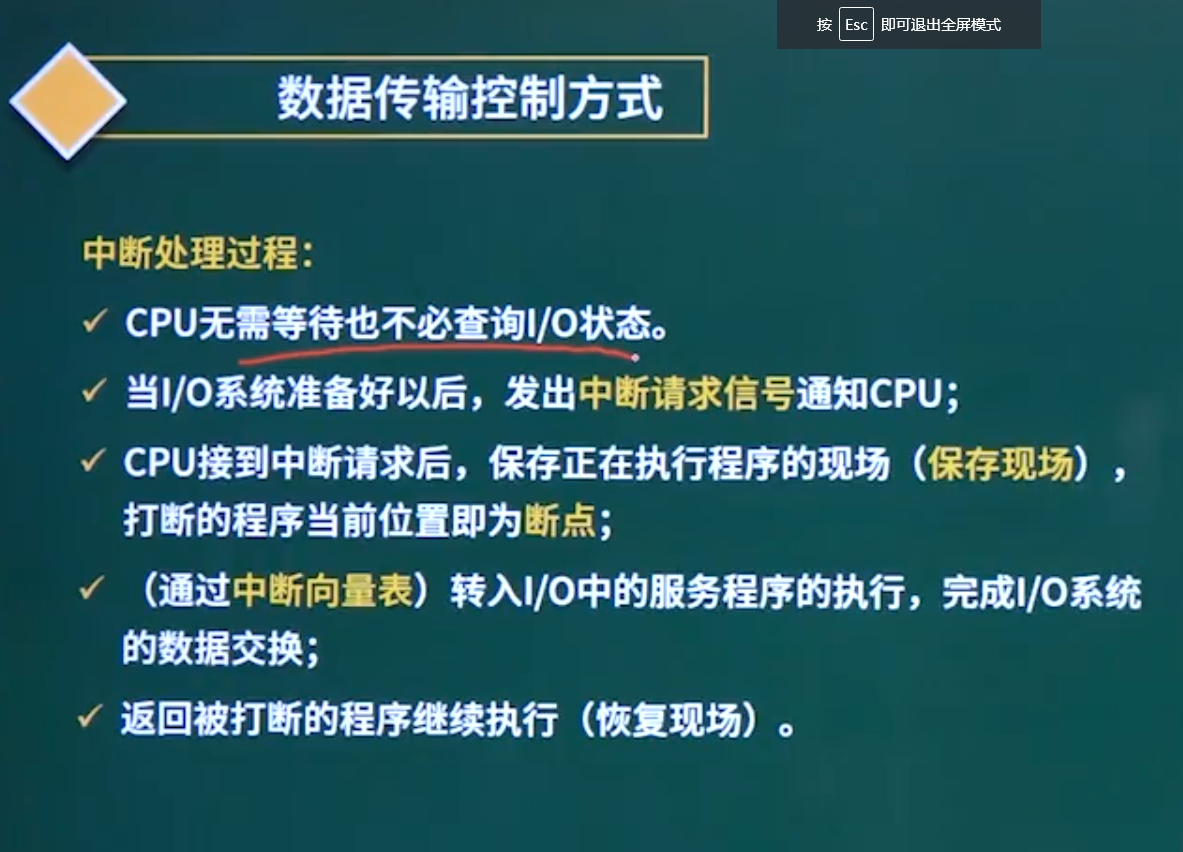 按 Esc 即可退出全屏模式
数据传输控制方式
中断处理过程：
✓ CPU无需等待也不必查询I/O状态。
✓ 当I/O系统准备好以后，发出中断请求信号通知CPU；
✓ CPU接到中断请求后，保存正在执行程序的现场（保存现场），
打断的程序当前位置即为断点；
✓ （通过中断向量表）转入I/O中的服务程序的执行，完成I/O系统
的数据交换；
✓ 返回被打断的程序继续执行（恢复现场）。